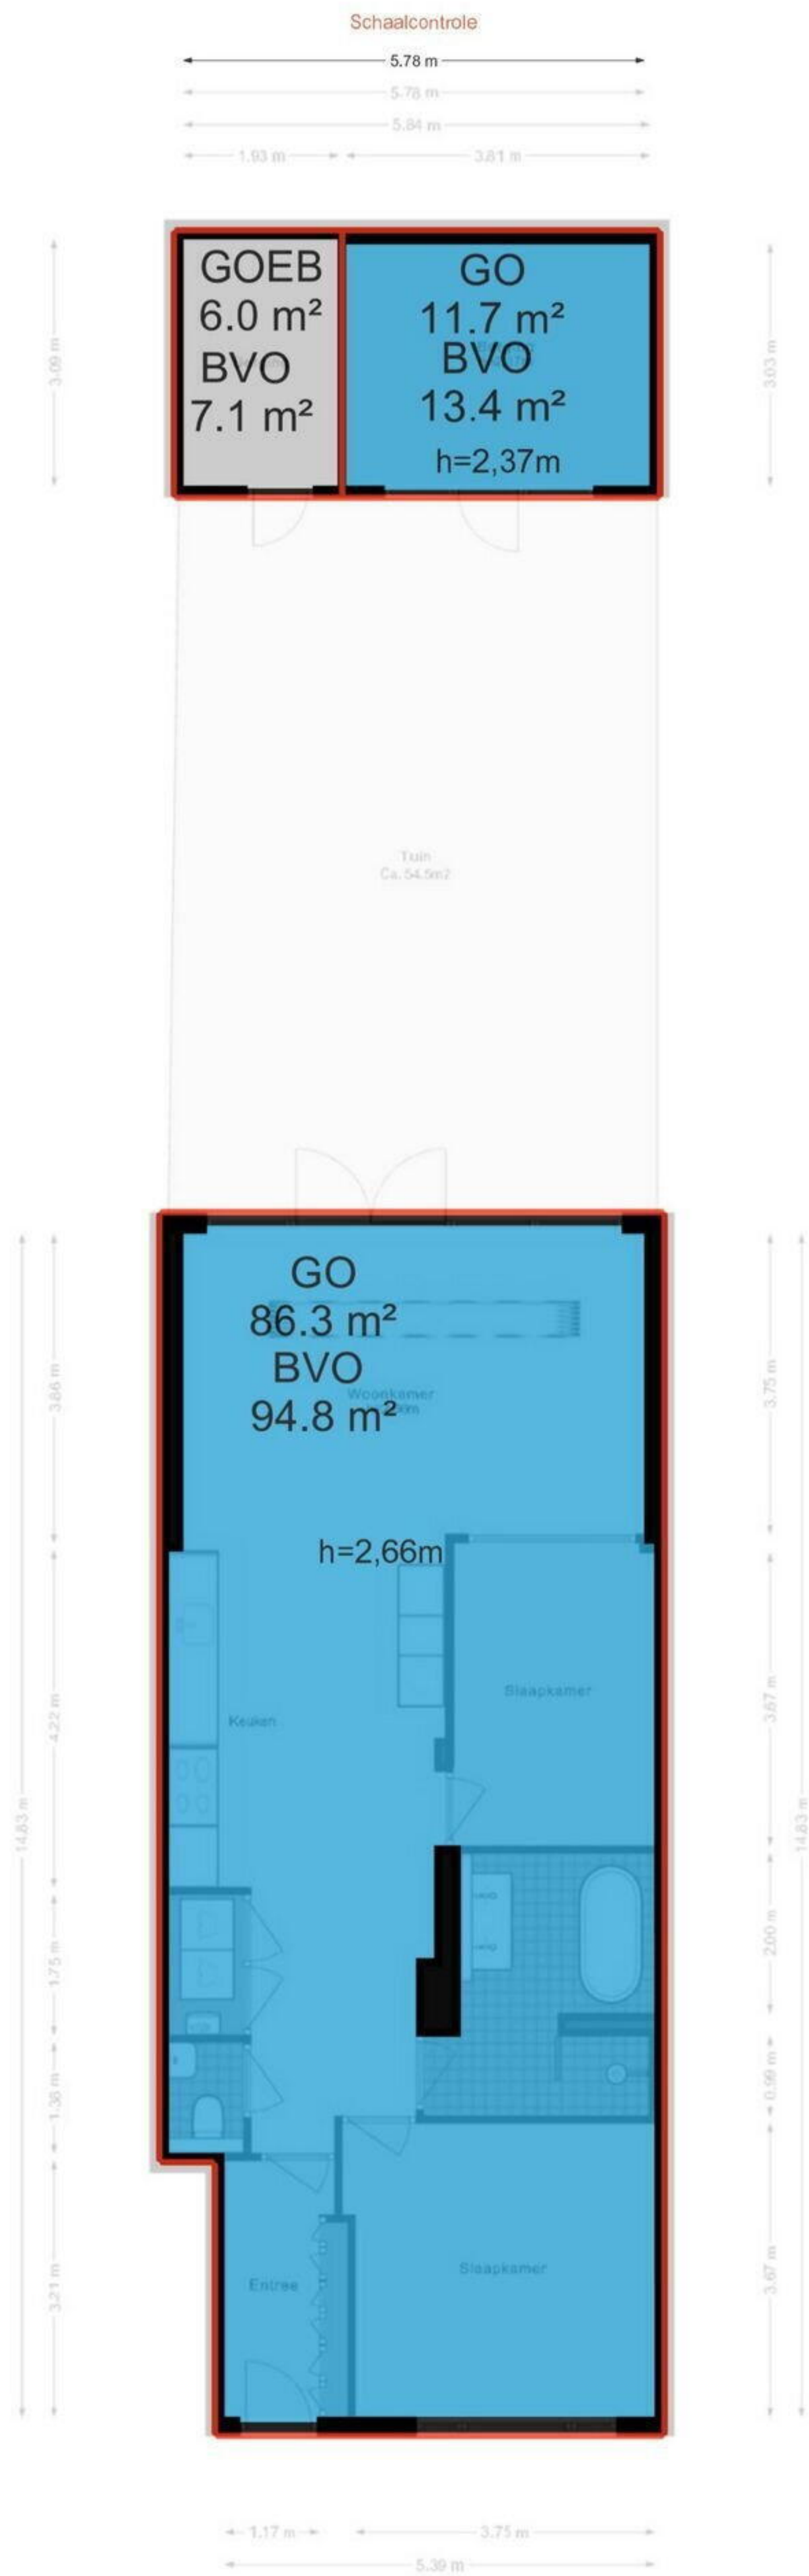 Schaalcontrole
5.78 m
5.78 m
5.84 m
1.93 m
3.81 m
GOEB
6.0 m²
BVO
7.1 m²
GO
11.7 m²
BVO
13.4 m²
h=2,37m
3.09 m
3.03 m
Tuin
Ca. 54.5m2
GO
86.3 m²
BVO
94.8 m²
Woonkamer
h=2,66m
3.86 m
3.75 m
Slaapkamer
Keuken
4.22 m
3.67 m
14.83 m
14.83 m
1.75 m
2.00 m
1.36 m
0.99 m
Entree
Slaapkamer
3.21 m
3.67 m
1.17 m
3.75 m
5.39 m